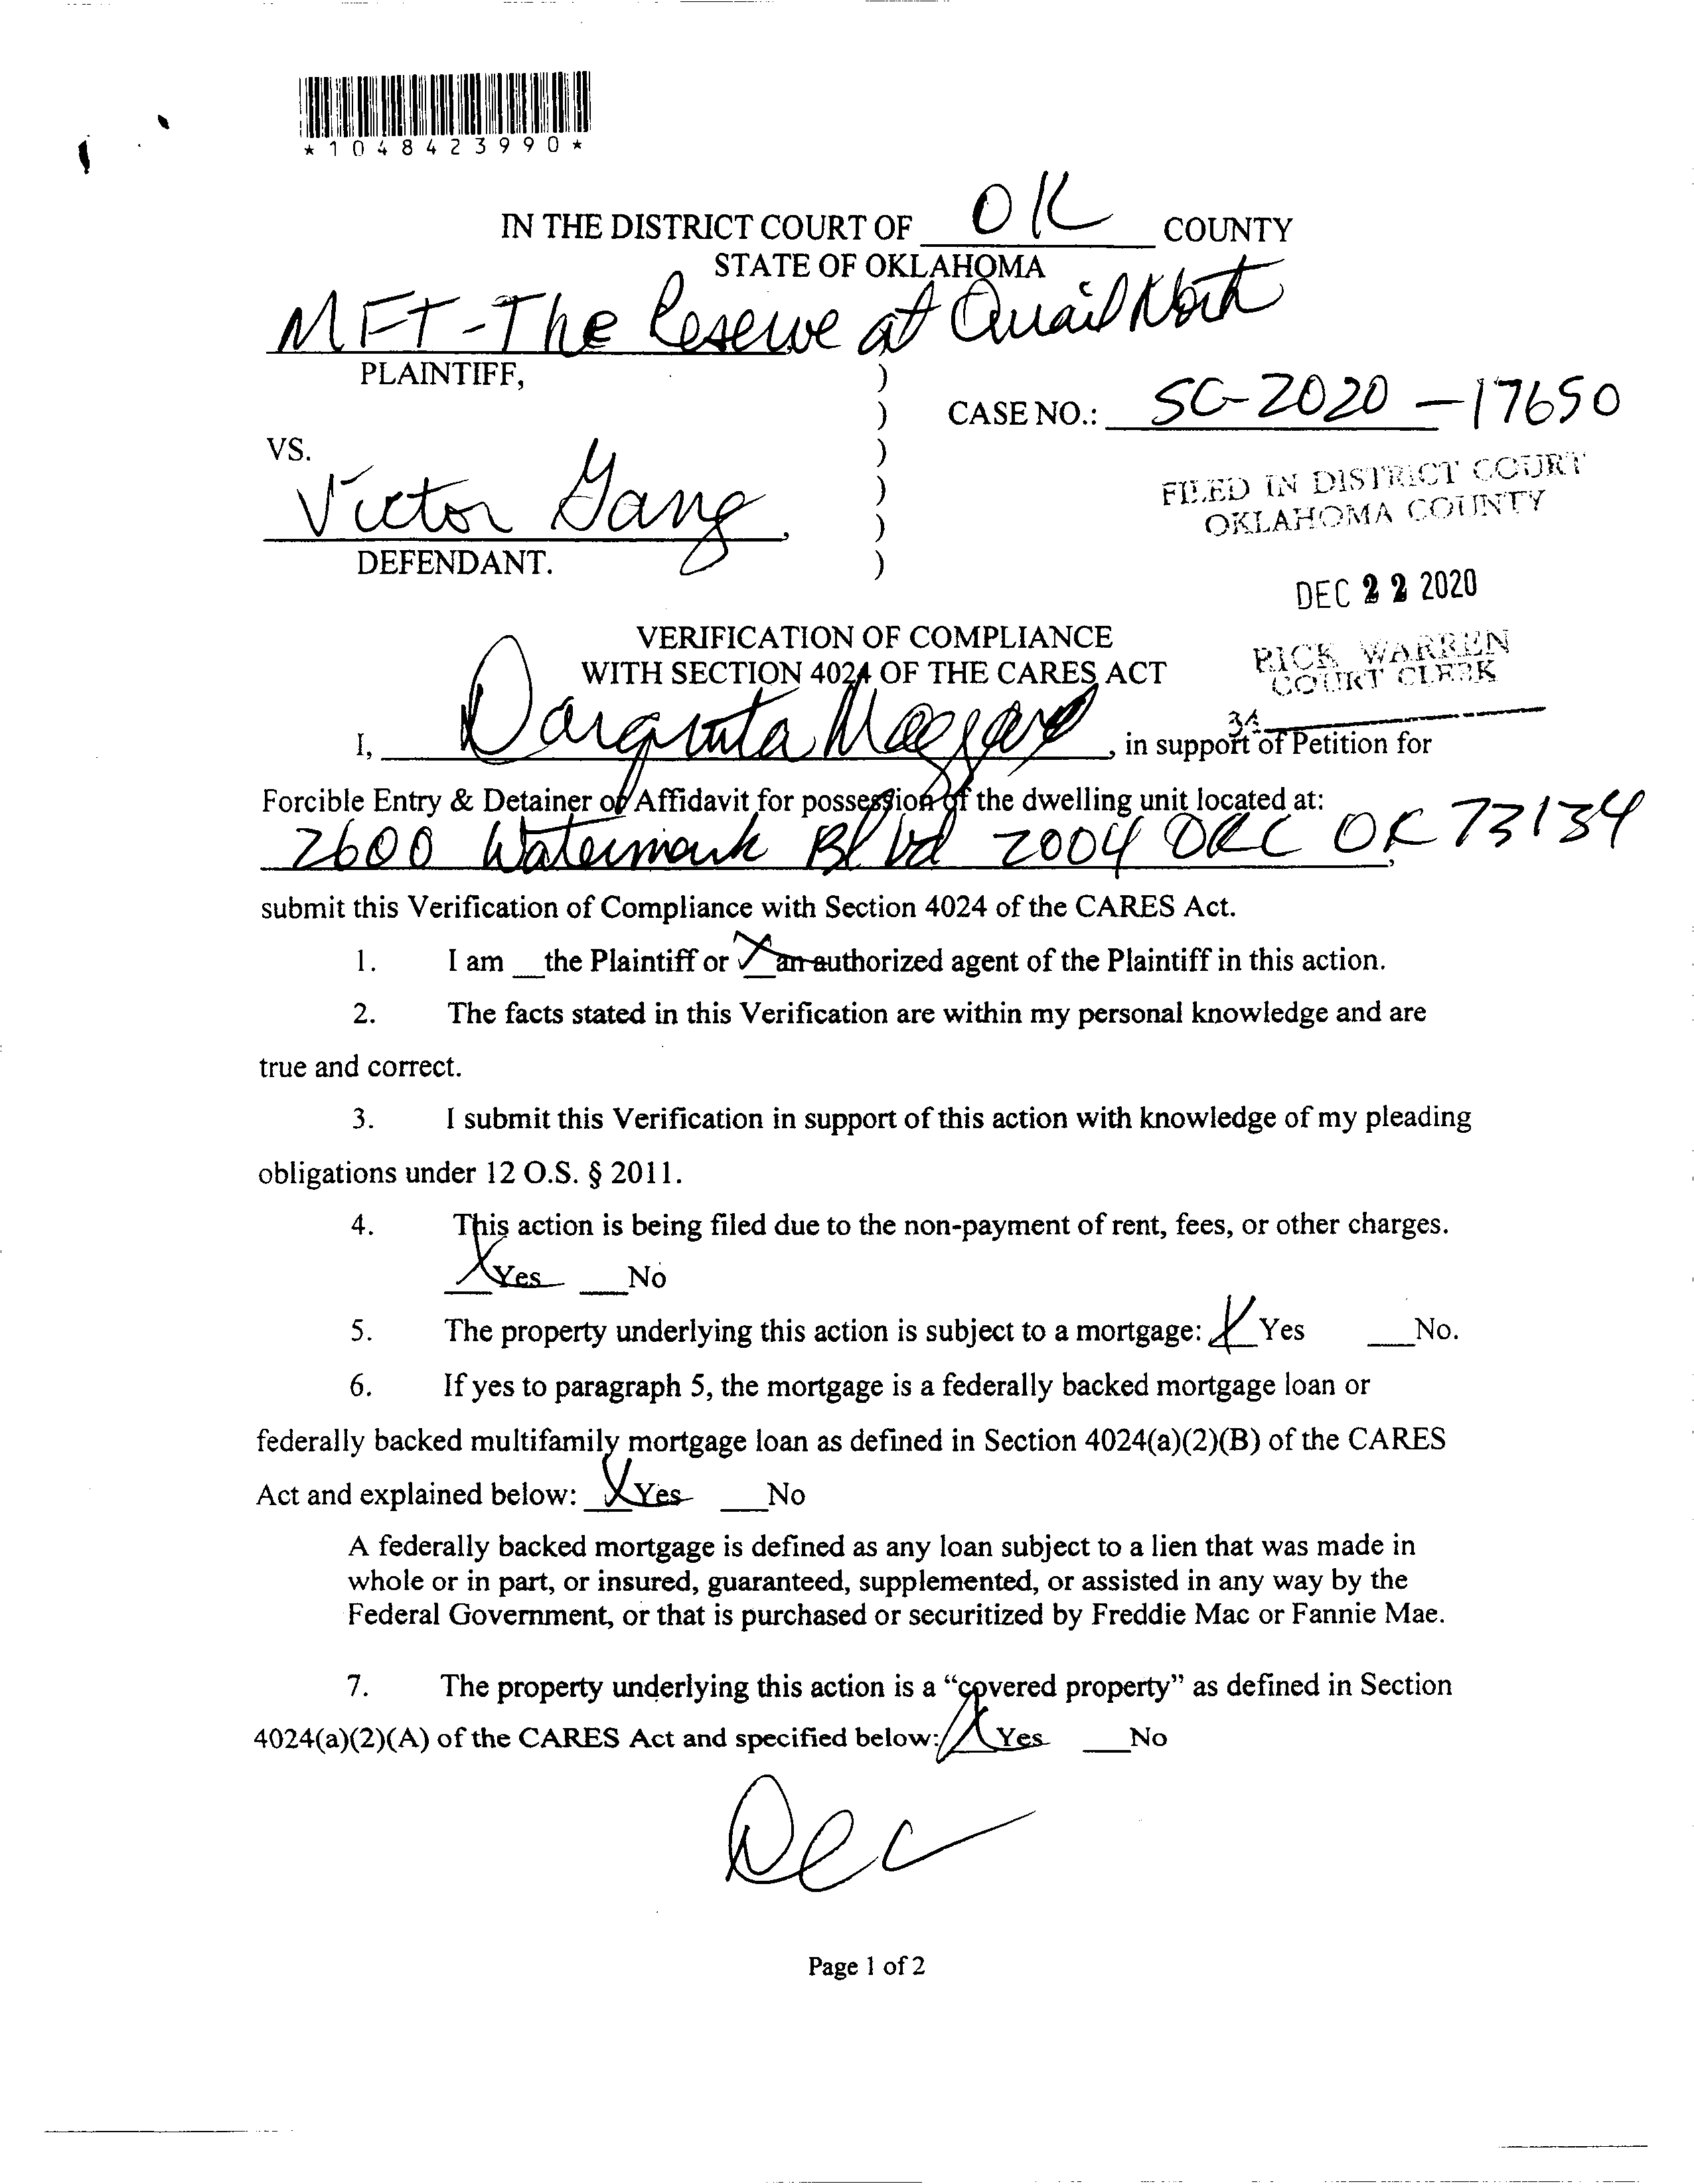 *1048423990*
IN THE DISTRICT COURT OF OK COUNTY
STATE OF OKLAHOMA
MFT-The Reserve at Quail North
PLAINTIFF, )
) CASE NO.: SC-2020-17650
VS. )
Victor Gang, )
)
DEFENDANT. )
FILED IN DISTRICT COURT
OKLAHOMA COUNTY
DEC 22 2020
RICK WARREN
COURT CLERK
34
VERIFICATION OF COMPLIANCE
WITH SECTION 4024 OF THE CARES ACT
I, , in support of Petition for
Forcible Entry & Detainer or Affidavit for possession of the dwelling unit located at:
2600 Watermark Blvd 2004 OKC OK 73134,
submit this Verification of Compliance with Section 4024 of the CARES Act.
1. I am __the Plaintiff or X an authorized agent of the Plaintiff in this action.
2. The facts stated in this Verification are within my personal knowledge and are
true and correct.
3. I submit this Verification in support of this action with knowledge of my pleading
obligations under 12 O.S. § 2011.
4. This action is being filed due to the non-payment of rent, fees, or other charges.
X Yes ___No
5. The property underlying this action is subject to a mortgage: X Yes ___No.
6. If yes to paragraph 5, the mortgage is a federally backed mortgage loan or
federally backed multifamily mortgage loan as defined in Section 4024(a)(2)(B) of the CARES
Act and explained below: X Yes ___No
A federally backed mortgage is defined as any loan subject to a lien that was made in
whole or in part, or insured, guaranteed, supplemented, or assisted in any way by the
Federal Government, or that is purchased or securitized by Freddie Mac or Fannie Mae.
7. The property underlying this action is a “covered property” as defined in Section
4024(a)(2)(A) of the CARES Act and specified below: X Yes ___No
Page 1 of 2